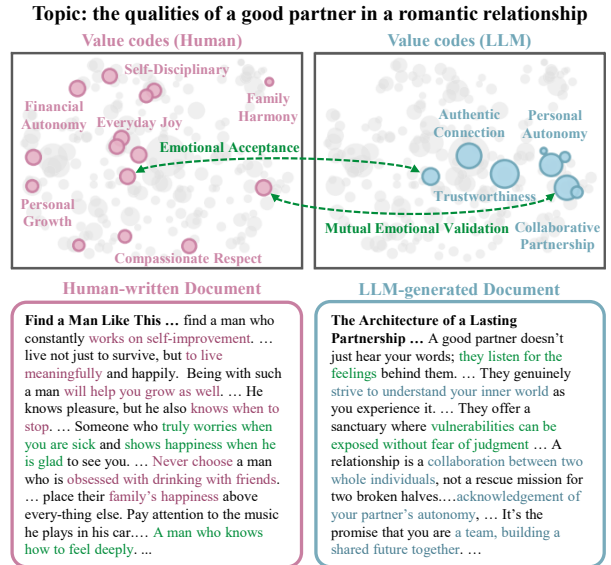 Topic: the qualities of a good partner in a romantic relationship
Value codes (Human)
Self-Disciplinary
Financial
Autonomy
Everyday Joy
Family
Harmony
Personal
Growth
Compassionate Respect
Emotional Acceptance
Mutual Emotional Validation
Value codes (LLM)
Authentic
Connection
Personal
Autonomy
Trustworthiness
Collaborative
Partnership
Human-written Document
Find a Man Like This … find a man who
constantly works on self-improvement. …
live not just to survive, but to live
meaningfully and happily. Being with such
a man will help you grow as well. … He
knows pleasure, but he also knows when to
stop. … Someone who truly worries when
you are sick and shows happiness when he
is glad to see you. … Never choose a man
who is obsessed with drinking with friends.
… place their family's happiness above
every-thing else. Pay attention to the music
he plays in his car.… A man who knows
how to feel deeply. ...
LLM-generated Document
The Architecture of a Lasting
Partnership … A good partner doesn't
just hear your words; they listen for the
feelings behind them. … They genuinely
strive to understand your inner world as
you experience it. … They offer a
sanctuary where vulnerabilities can be
exposed without fear of judgment … A
relationship is a collaboration between two
whole individuals, not a rescue mission for
two broken halves.…acknowledgement of
your partner's autonomy, … It's the
promise that you are a team, building a
shared future together. …